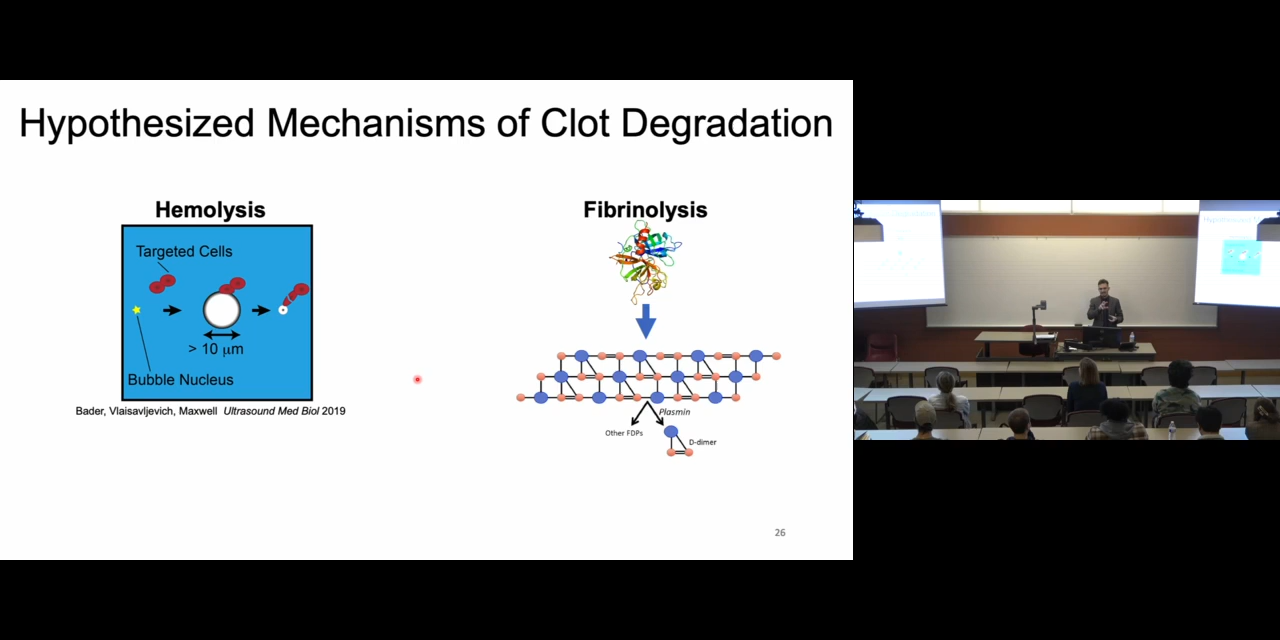 Hypothesized Mechanisms of Clot Degradation
Hemolysis
Targeted Cells
> 10 μm
Bubble Nucleus
Bader, Vlaisavljevich, Maxwell Ultrasound Med Biol 2019
Fibrinolysis
Plasmin
Other FDPs
D-dimer
26